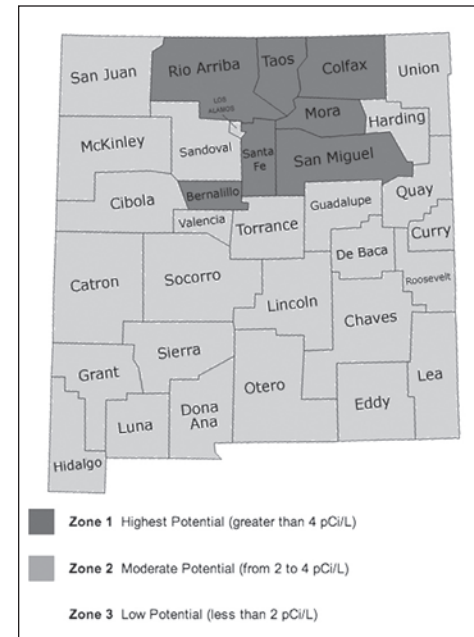 San Juan
Rio Arriba
Taos
Colfax
Union
LOS
ALAMOS
Mora
Harding
McKinley
Sandoval
Santa
Fe
San Miguel
Bernalillo
Quay
Cibola
Guadalupe
Valencia
Torrance
Curry
De Baca
Roosevelt
Catron
Socorro
Lincoln
Chaves
Sierra
Grant
Otero
Lea
Eddy
Dona
Ana
Luna
Hidalgo
Zone 1 Highest Potential (greater than 4 pCi/L)
Zone 2 Moderate Potential (from 2 to 4 pCi/L)
Zone 3 Low Potential (less than 2 pCi/L)